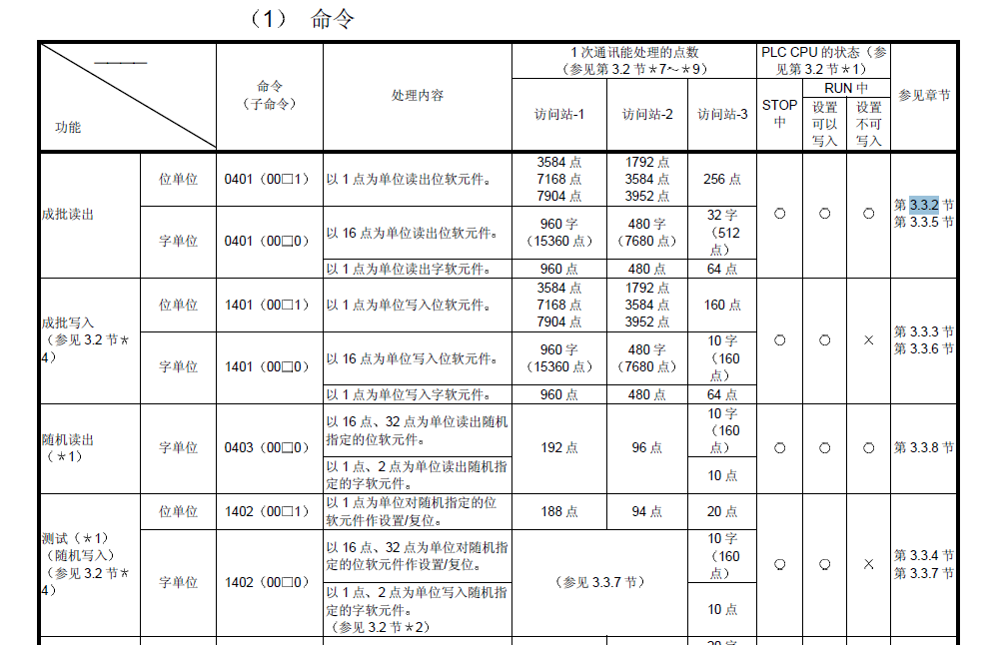 （1） 命令
功能
命令
（子命令）
处理内容
1 次通讯能处理的点数
（参见第 3.2 节＊7～＊9）
访问站-1
访问站-2
访问站-3
PLC CPU 的状态（参
见第 3.2 节＊1）
STOP
中
RUN 中
设置
可以
写入
设置
不可
写入
参见章节
成批读出
位单位
0401（00□1）
以 1 点为单位读出位软元件。
3584 点
7168 点
7904 点
1792 点
3584 点
3952 点
256 点
字单位
0401（00□0）
以 16 点为单位读出位软元件。
960 字
（15360 点）
480 字
（7680 点）
32 字
（512
点）
以 1 点为单位读出字软元件。
960 点
480 点
64 点
○
○
○
第 3.3.2 节
第 3.3.5 节
成批写入
（参见 3.2 节＊
4）
位单位
1401（00□1）
以 1 点为单位写入位软元件。
3584 点
7168 点
7904 点
1792 点
3584 点
3952 点
160 点
字单位
1401（00□0）
以 16 点为单位写入位软元件。
960 字
（15360 点）
480 字
（7680 点）
10 字
（160
点）
以 1 点为单位写入字软元件。
960 点
480 点
64 点
○
○
×
第 3.3.3 节
第 3.3.6 节
随机读出
（＊1）
字单位
0403（00□0）
以 16 点、32 点为单位读出随机
指定的位软元件。
192 点
96 点
10 字
（160
点）
以 1 点、2 点为单位读出随机指
定的字软元件。
10 点
○
○
○
第 3.3.8 节
测试（＊1）
（随机写入）
（参见 3.2 节＊
4）
位单位
1402（00□1）
以 1 点为单位对随机指定的位
软元件作设置/复位。
188 点
94 点
20 点
字单位
1402（00□0）
以 16 点、32 点为单位对随机指
定的位软元件作设置/复位。
（参见 3.3.7 节）
10 字
（160
点）
以 1 点、2 点为单位写入随机指
定的字软元件。
（参见 3.2 节＊2）
10 点
○
○
×
第 3.3.4 节
第 3.3.7 节